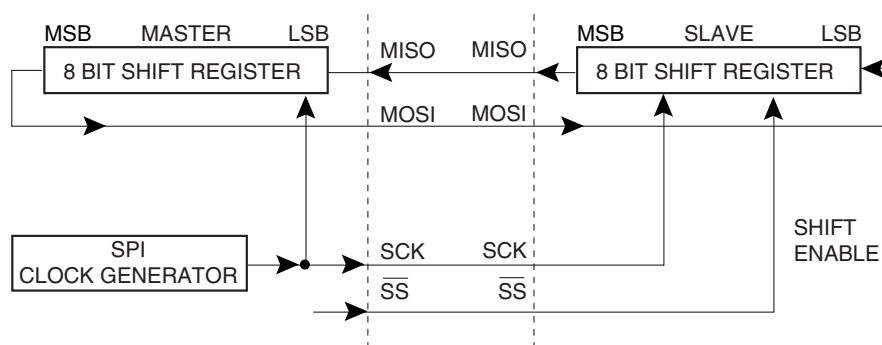 MSB MASTER LSB
8 BIT SHIFT REGISTER
MISO MISO
MSB SLAVE LSB
8 BIT SHIFT REGISTER
MOSI MOSI
SPI
CLOCK GENERATOR
SCK SCK
SS SS
SHIFT
ENABLE